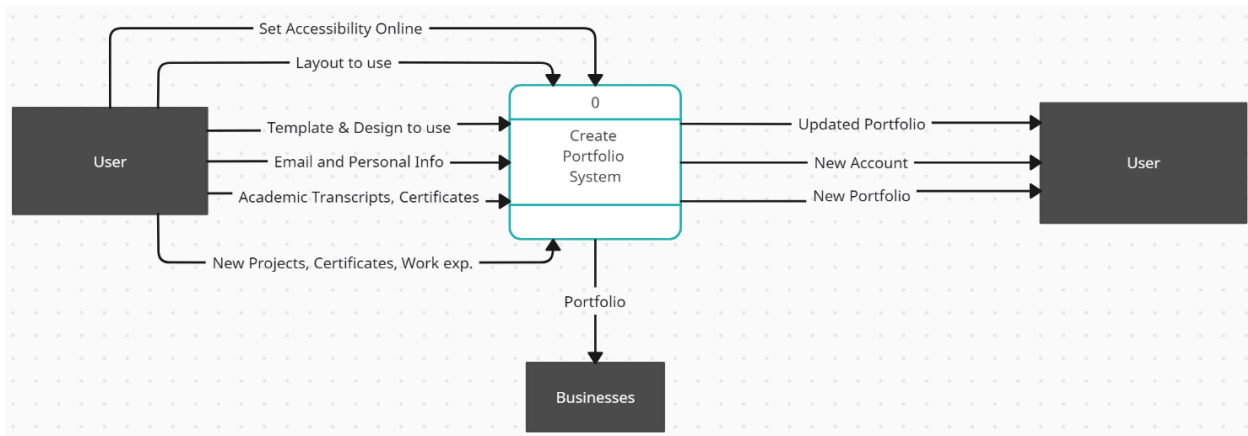 Set Accessibility Online
Layout to use
0
Template & Design to use
Create
Portfolio
System
Updated Portfolio
User
Email and Personal Info
New Account
User
Academic Transcripts, Certificates
New Portfolio
New Projects, Certificates, Work exp.
Portfolio
Businesses